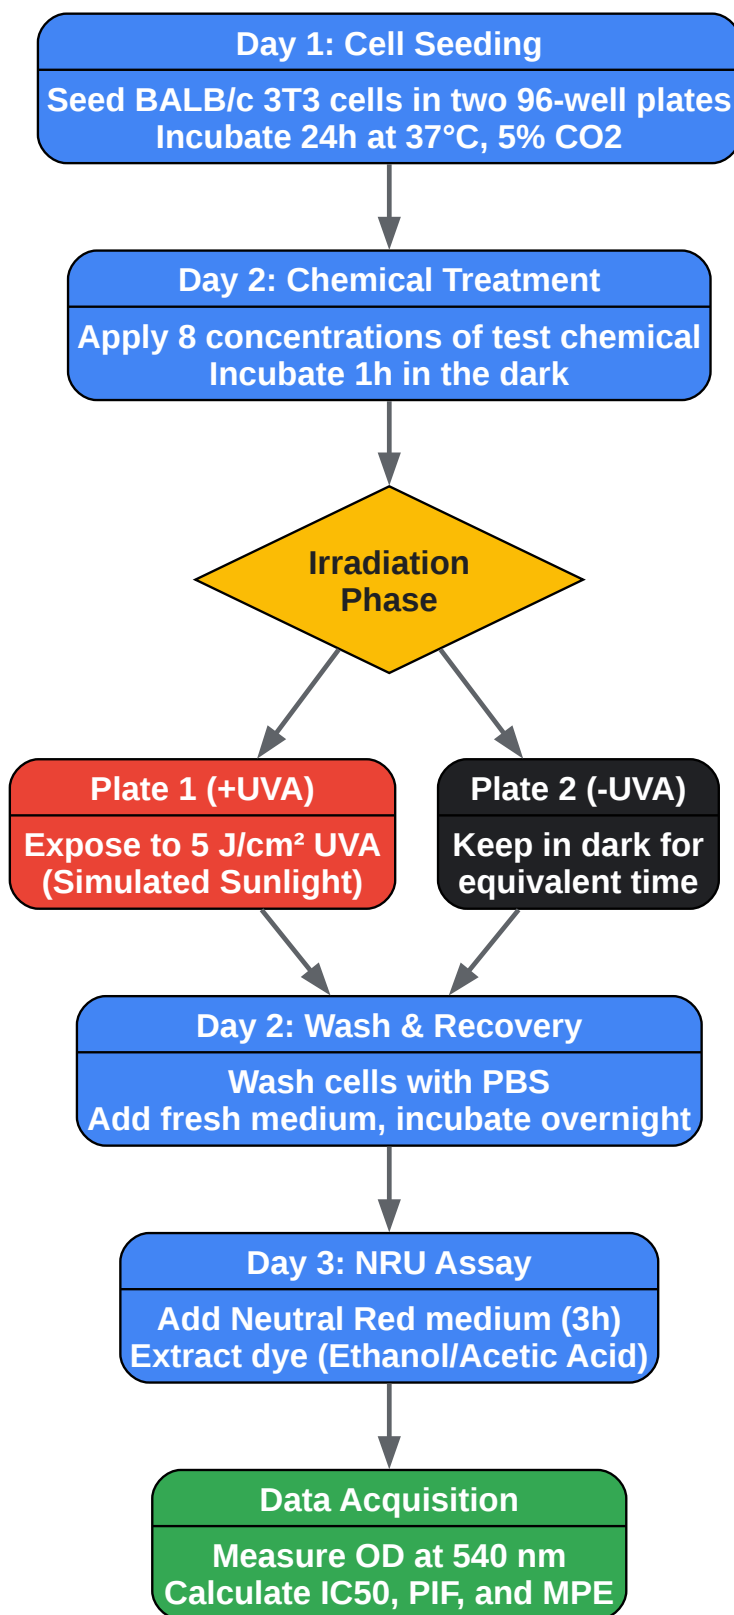 Day 1: Cell Seeding
Seed BALB/c 3T3 cells in two 96-well plates
Incubate 24h at 37°C, 5% CO2
Day 2: Chemical Treatment
Apply 8 concentrations of test chemical
Incubate 1h in the dark
Irradiation
Phase
Plate 1 (+UVA)
Expose to 5 J/cm² UVA
(Simulated Sunlight)
Plate 2 (-UVA)
Keep in dark for
equivalent time
Day 2: Wash & Recovery
Wash cells with PBS
Add fresh medium, incubate overnight
Day 3: NRU Assay
Add Neutral Red medium (3h)
Extract dye (Ethanol/Acetic Acid)
Data Acquisition
Measure OD at 540 nm
Calculate IC50, PIF, and MPE